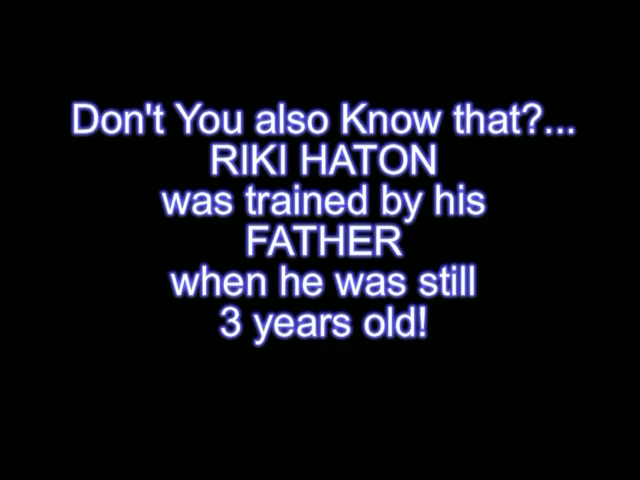 Don't You also Know that?...
RIKI HATON
was trained by his
FATHER
when he was still
3 years old!